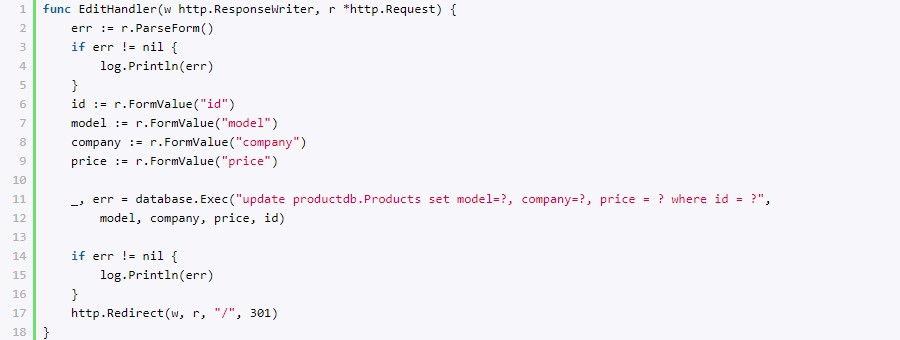 1 func EditHandler(w http.ResponseWriter, r *http.Request) {
2     err := r.ParseForm()
3     if err != nil {
4         log.Println(err)
5     }
6     id := r.FormValue("id")
7     model := r.FormValue("model")
8     company := r.FormValue("company")
9     price := r.FormValue("price")
10
11     _, err = database.Exec("update productdb.Products set model=?, company=?, price = ? where id = ?",
12         model, company, price, id)
13
14     if err != nil {
15         log.Println(err)
16     }
17     http.Redirect(w, r, "/", 301)
18 }